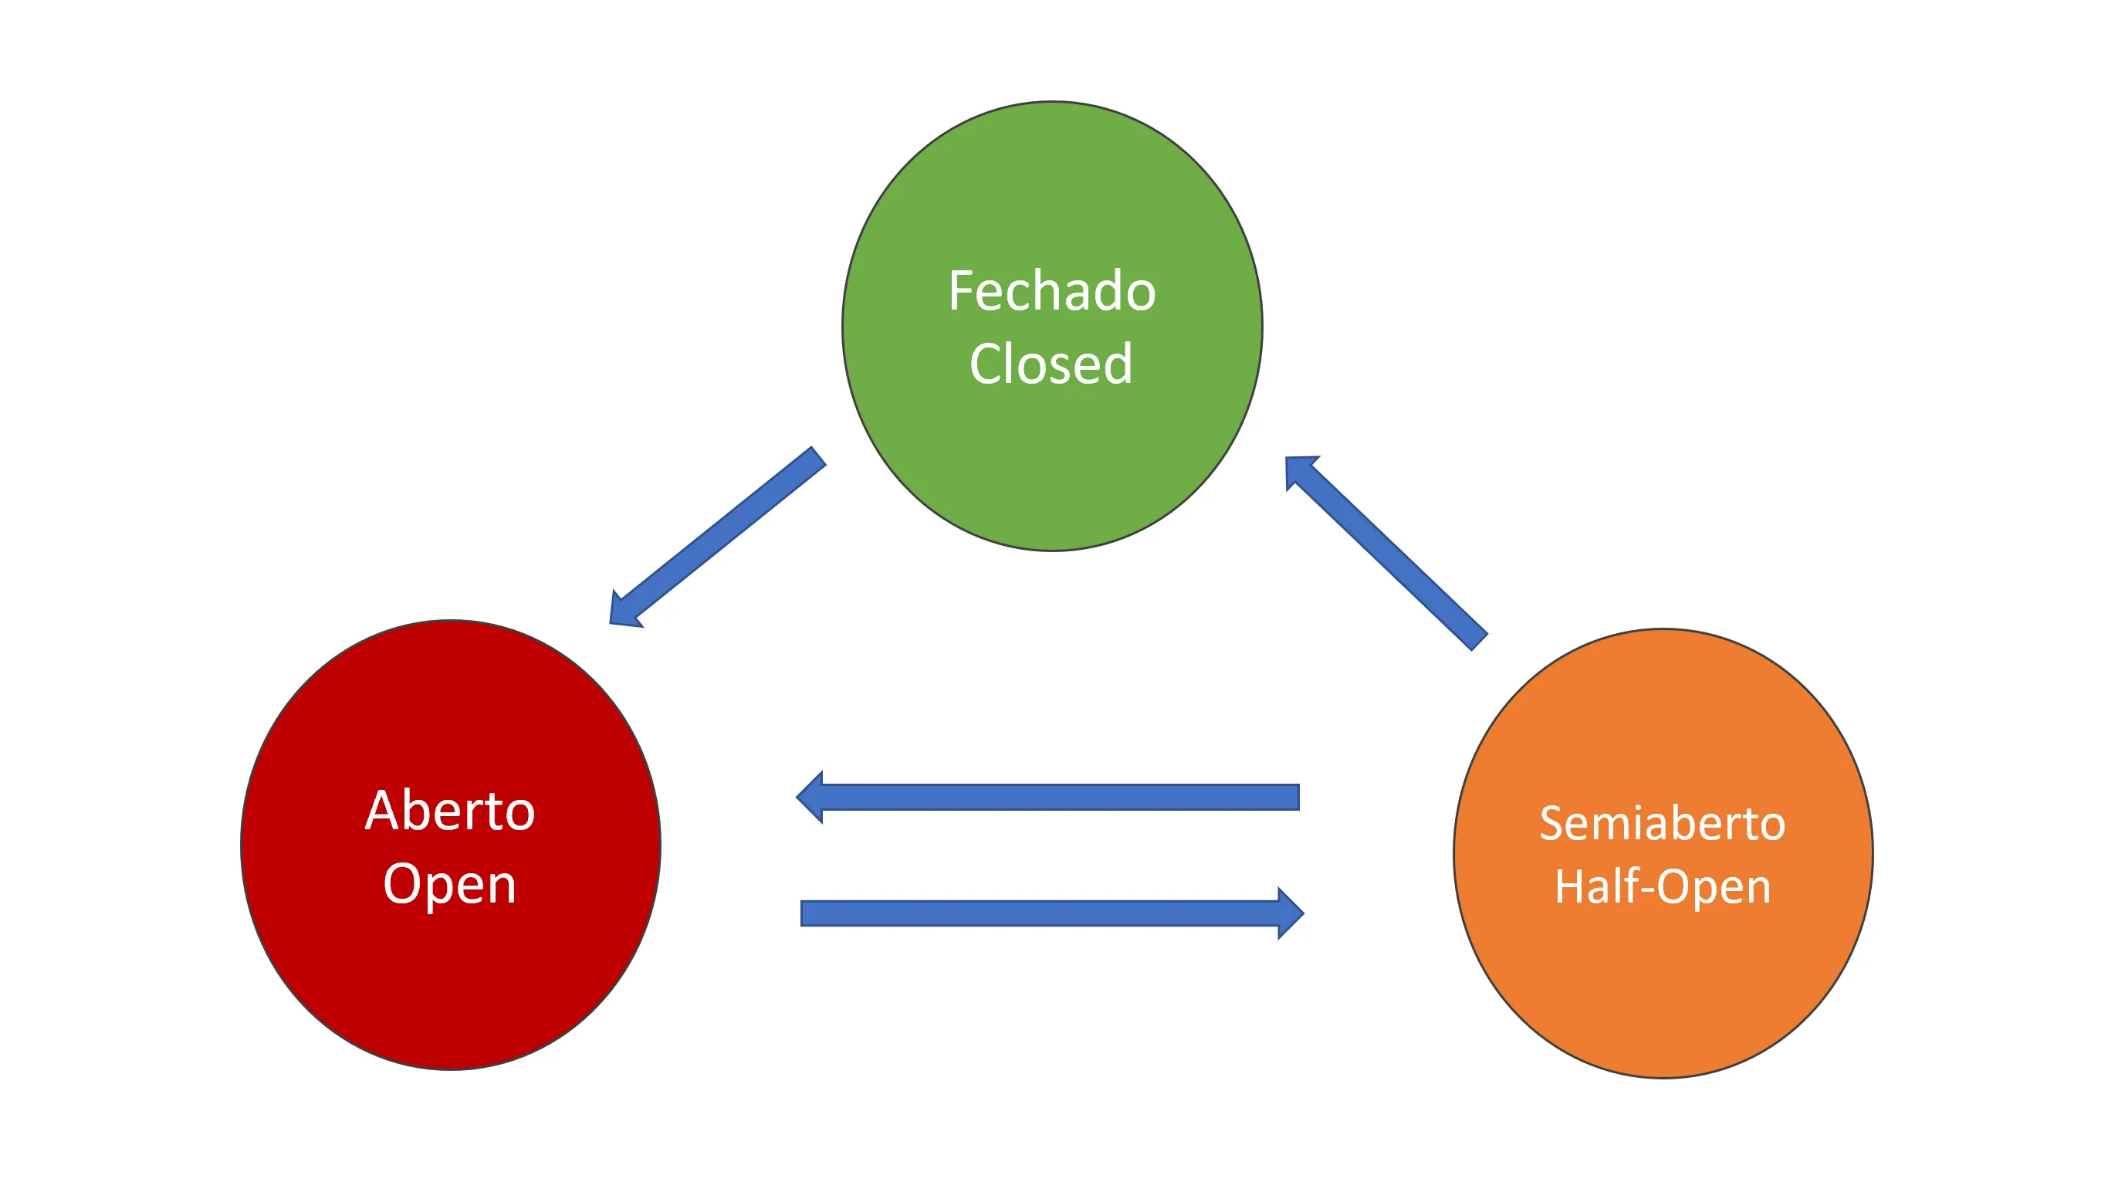 Fechado
Closed
Aberto
Open
Semiaberto
Half-Open